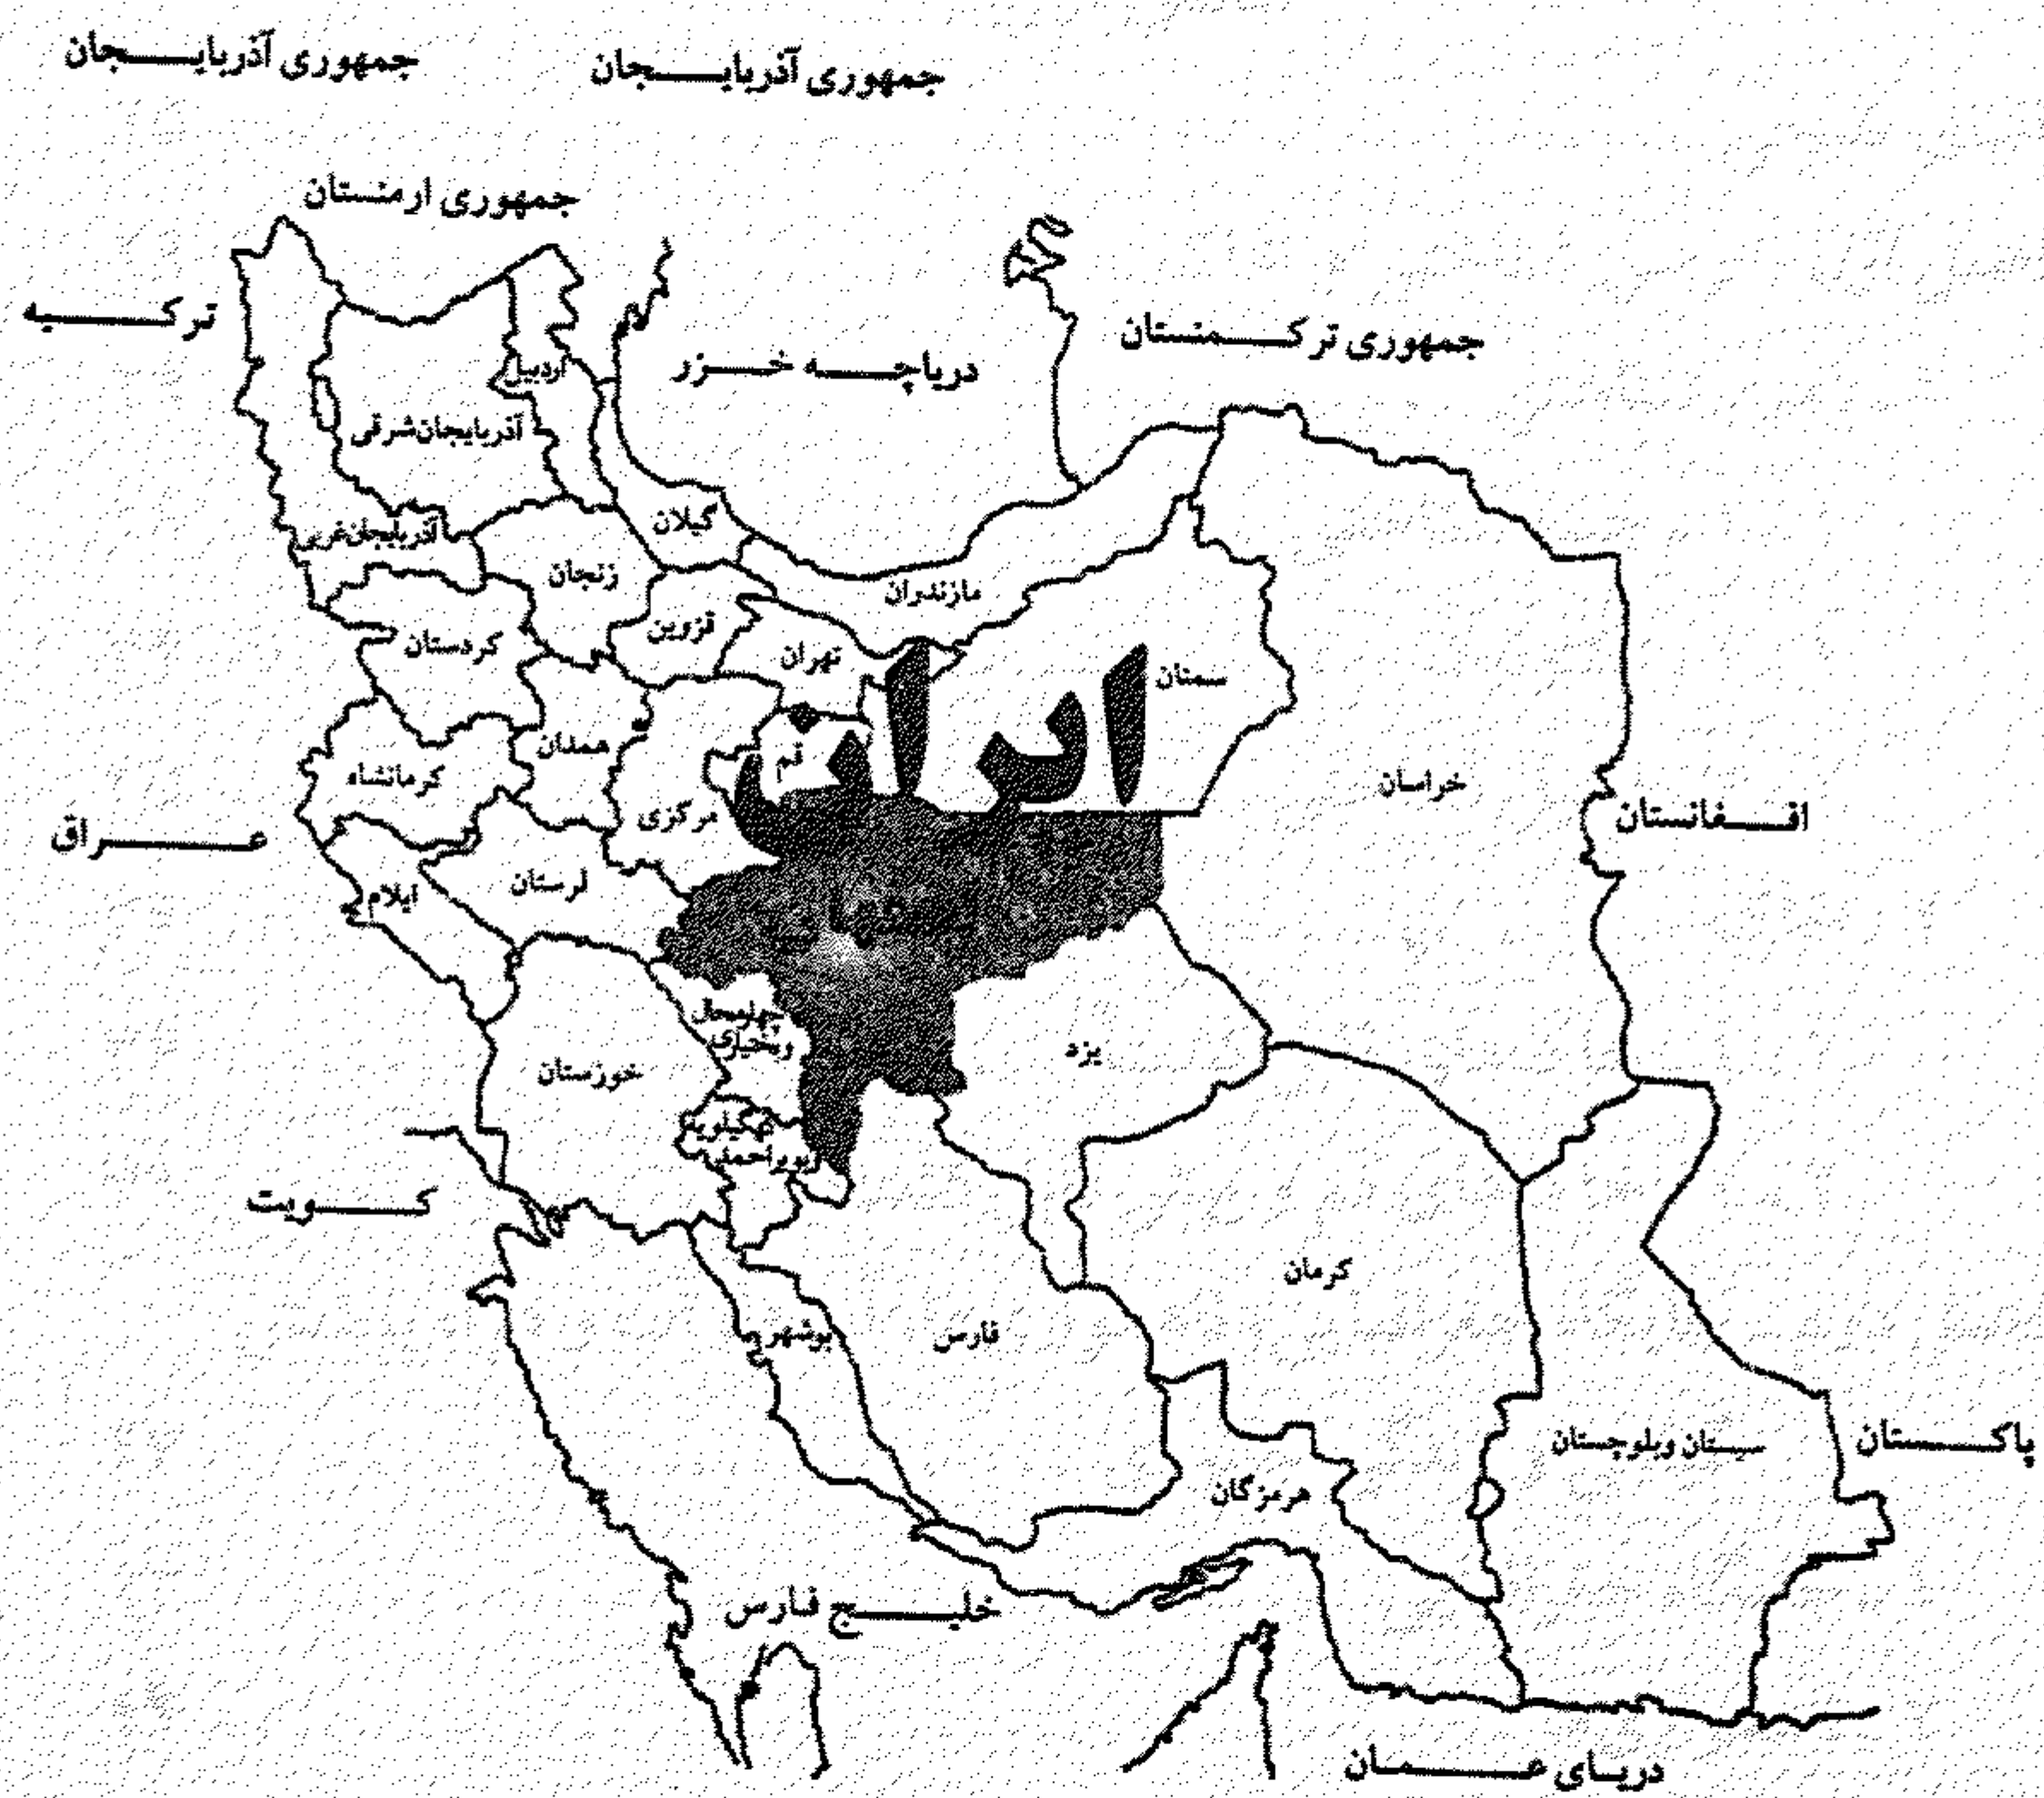 جمهوری آذربایجان
جمهوری آذربایجان
جمهوری ارمنستان
ترکیه
جمهوری ترکمنستان
دریاچه خزر
اردبیل
آذربایجان شرقی
گیلان
آذربایجان غربی
زنجان
مازندران
قزوین
کردستان
تهران
سمنان
ایران
همدان
قم
کرمانشاه
خراسان
مرکزی
افغانستان
عراق
لرستان
ایلام
چهارمحال
وبختیاری
یزد
خوزستان
کهگیلویه
بویراحمد
کویت
کرمان
بوشهر
فارس
سیستان وبلوچستان
پاکستان
هرمزگان
خلیج فارس
دریای عمان